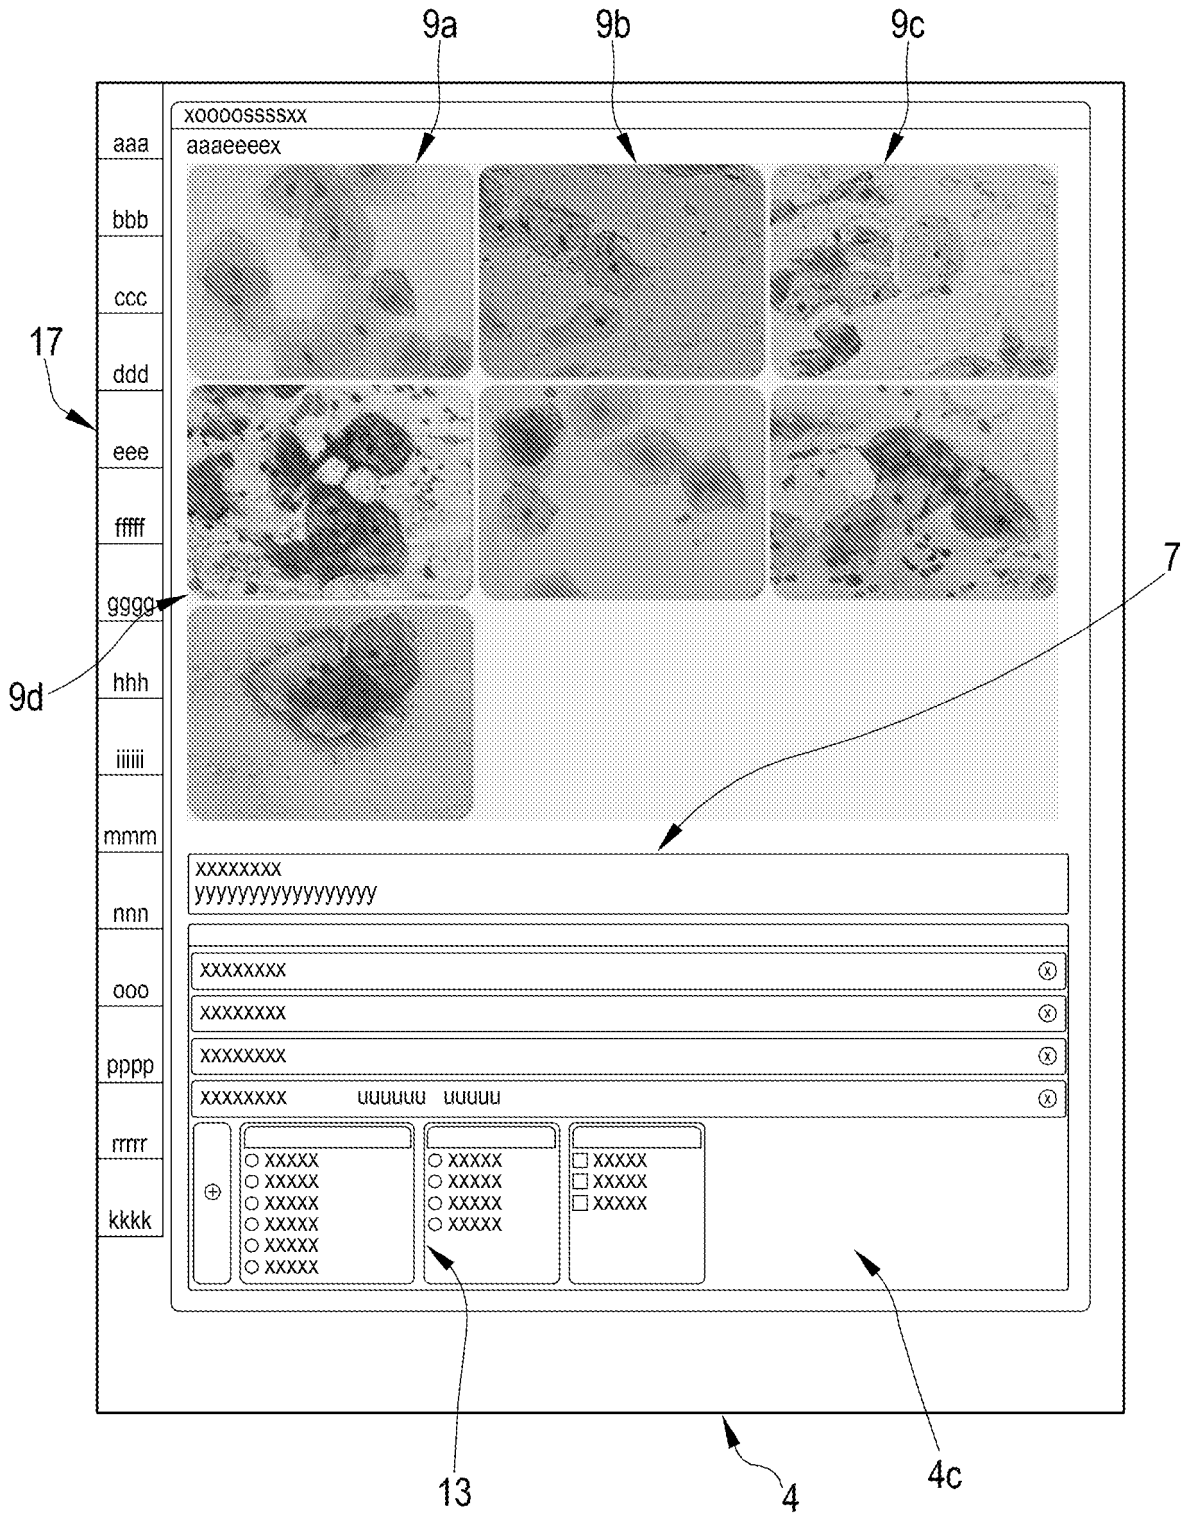 9a 9b 9c
xoooossssxx
aaaeeeex
aaa
bbb
ccc
ddd
eee
fffff
gggg
hhh
iiiiii
mmm
nnn
ooo
pppp
rrrrr
kkkk
17
9d
7
xxxxxxxx
yyyyyyyyyyyyyyyyy
xxxxxxxx x
xxxxxxxx x
xxxxxxxx x
xxxxxxxx uuuuuu uuuuu x
+
xxxxx xxxxx xxxxx
xxxxx xxxxx xxxxx
xxxxx xxxxx xxxxx
xxxxx xxxxx
xxxxx
xxxxx
13 4 4c